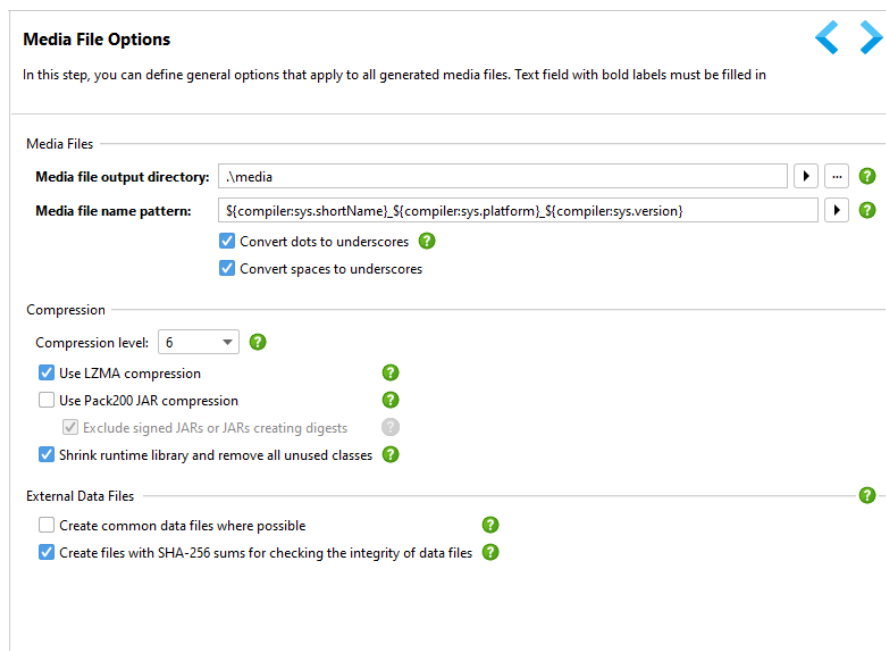 Media File Options
In this step, you can define general options that apply to all generated media files. Text field with bold labels must be filled in
Media Files
Media file output directory: .\media ...
Media file name pattern: ${compiler:sys.shortName}_${compiler:sys.platform}_${compiler:sys.version}
Convert dots to underscores ?
Convert spaces to underscores
Compression
Compression level: 6 ?
Use LZMA compression ?
Use Pack200 JAR compression ?
Exclude signed JARs or JARs creating digests ?
Shrink runtime library and remove all unused classes ?
External Data Files ?
Create common data files where possible ?
Create files with SHA-256 sums for checking the integrity of data files ?